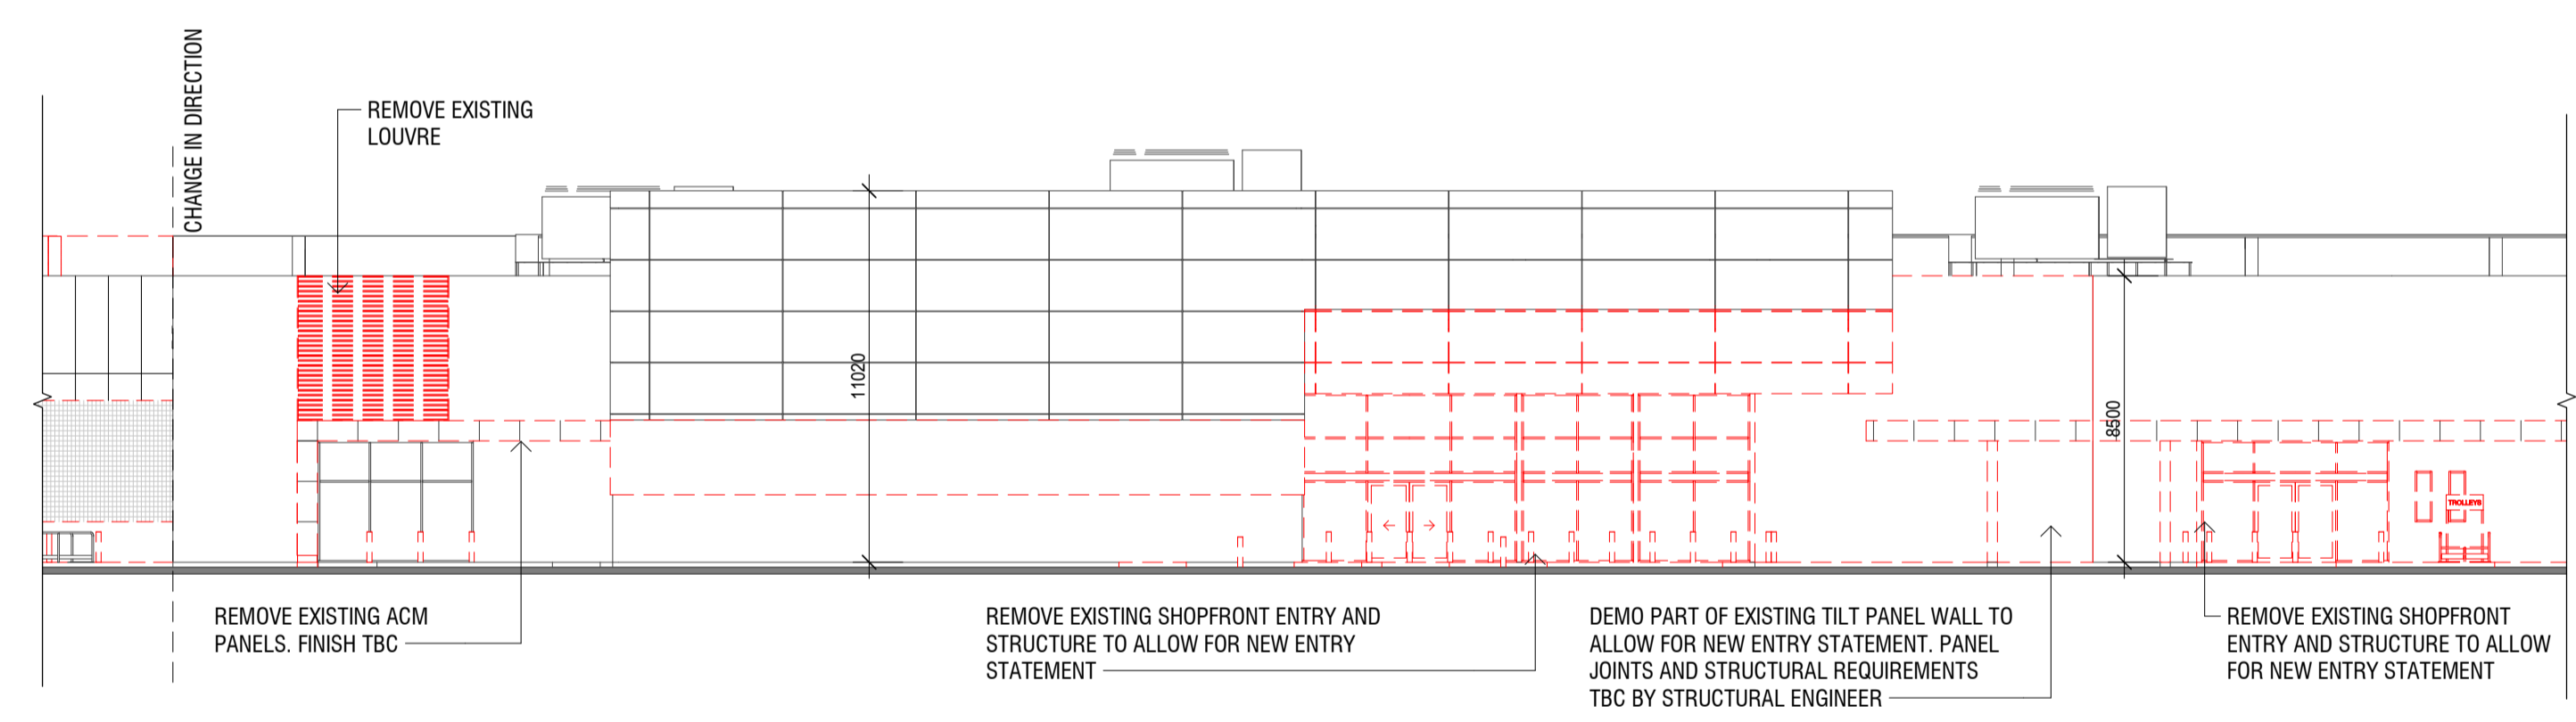 CHANGE IN DIRECTION
REMOVE EXISTING
LOUVRE
11020
8500
TROLLEYS
REMOVE EXISTING ACM
PANELS. FINISH TBC
REMOVE EXISTING SHOPFRONT ENTRY AND
STRUCTURE TO ALLOW FOR NEW ENTRY
STATEMENT
DEMO PART OF EXISTING TILT PANEL WALL TO
ALLOW FOR NEW ENTRY STATEMENT. PANEL
JOINTS AND STRUCTURAL REQUIREMENTS
TBC BY STRUCTURAL ENGINEER
REMOVE EXISTING SHOPFRONT
ENTRY AND STRUCTURE TO ALLOW
FOR NEW ENTRY STATEMENT